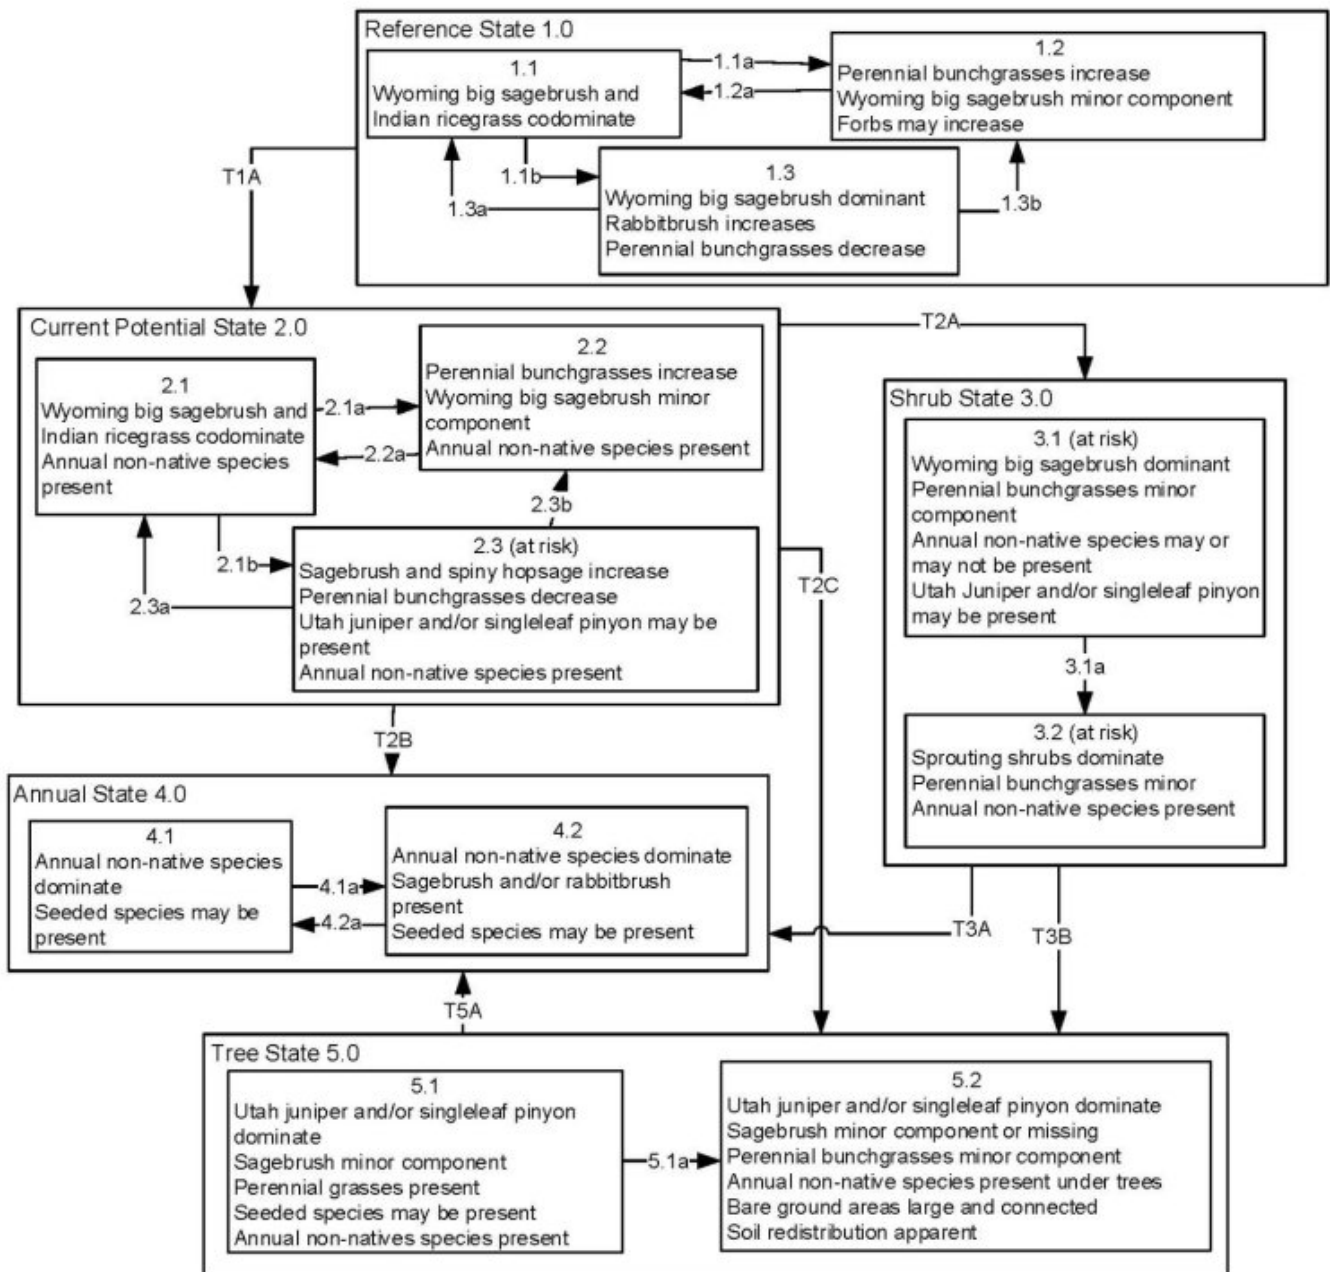 Reference State 1.0
1.1
Wyoming big sagebrush and
Indian ricegrass codominate
1.1a
1.2a
1.2
Perennial bunchgrasses increase
Wyoming big sagebrush minor component
Forbs may increase
1.1b
1.3a
1.3
Wyoming big sagebrush dominant
Rabbitbrush increases
Perennial bunchgrasses decrease
1.3b
T1A
Current Potential State 2.0
2.1
Wyoming big sagebrush and
Indian ricegrass codominate
Annual non-native species
present
2.1a
2.2a
2.2
Perennial bunchgrasses increase
Wyoming big sagebrush minor
component
Annual non-native species present
2.3b
2.1b
2.3a
2.3 (at risk)
Sagebrush and spiny hopsage increase
Perennial bunchgrasses decrease
Utah juniper and/or singleleaf pinyon may be
present
Annual non-native species present
T2A
T2C
T2B
Shrub State 3.0
3.1 (at risk)
Wyoming big sagebrush dominant
Perennial bunchgrasses minor
component
Annual non-native species may or
may not be present
Utah Juniper and/or singleleaf pinyon
may be present
3.1a
3.2 (at risk)
Sprouting shrubs dominate
Perennial bunchgrasses minor
Annual non-native species present
Annual State 4.0
4.1
Annual non-native species
dominate
Seeded species may be
present
4.1a
4.2a
4.2
Annual non-native species dominate
Sagebrush and/or rabbitbrush
present
Seeded species may be present
T3A
T3B
T5A
Tree State 5.0
5.1
Utah juniper and/or singleleaf pinyon
dominate
Sagebrush minor component
Perennial grasses present
Seeded species may be present
Annual non-natives species present
5.1a
5.2
Utah juniper and/or singleleaf pinyon dominate
Sagebrush minor component or missing
Perennial bunchgrasses minor component
Annual non-native species present under trees
Bare ground areas large and connected
Soil redistribution apparent